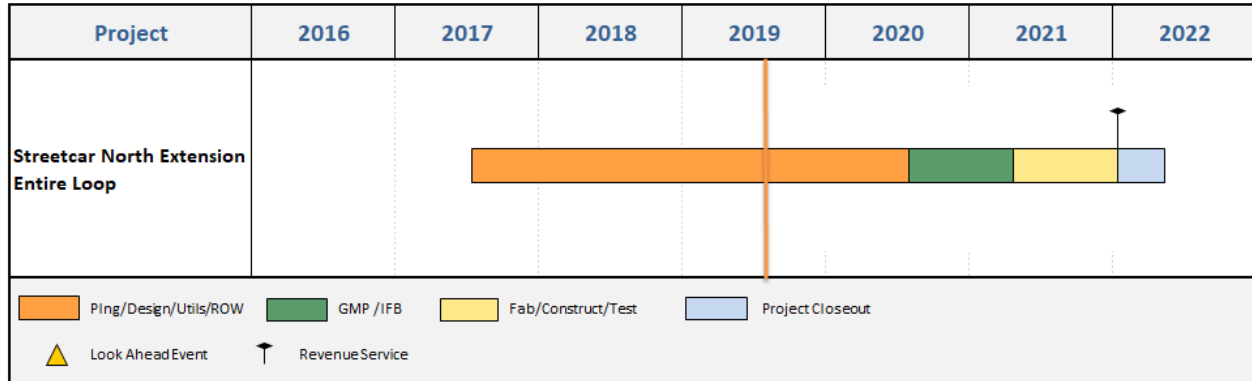 Project 2016 2017 2018 2019 2020 2021 2022
Streetcar North Extension
Entire Loop
Plng/Design/Utils/ROW GMP /IFB Fab/Construct/Test Project Closeout
Look Ahead Event Revenue Service